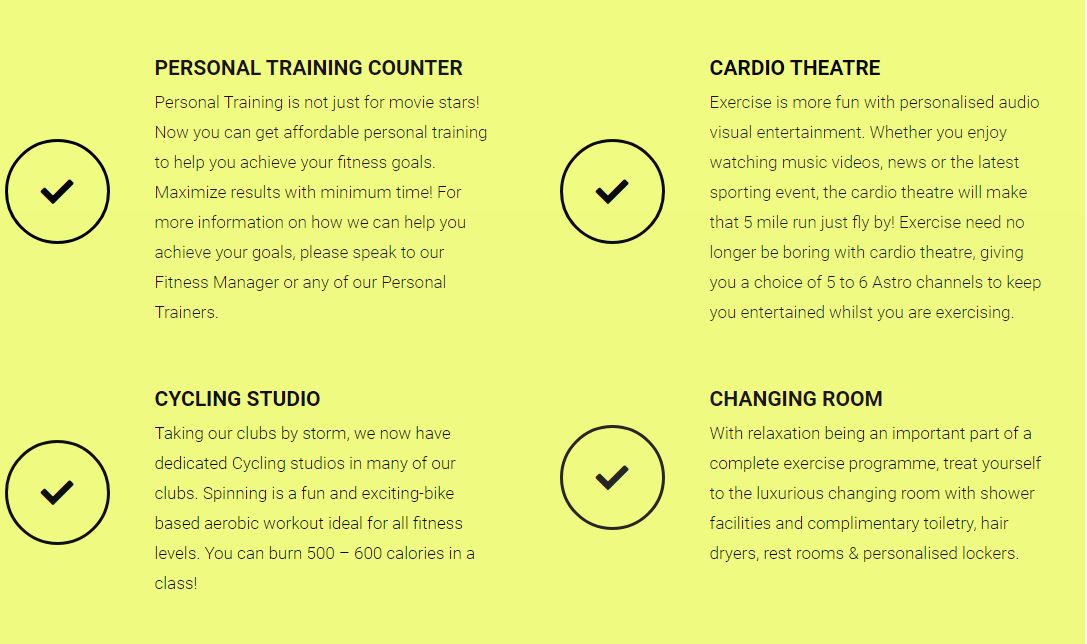 PERSONAL TRAINING COUNTER
Personal Training is not just for movie stars!
Now you can get affordable personal training
to help you achieve your fitness goals.
Maximize results with minimum time! For
more information on how we can help you
achieve your goals, please speak to our
Fitness Manager or any of our Personal
Trainers.
CARDIO THEATRE
Exercise is more fun with personalised audio
visual entertainment. Whether you enjoy
watching music videos, news or the latest
sporting event, the cardio theatre will make
that 5 mile run just fly by! Exercise need no
longer be boring with cardio theatre, giving
you a choice of 5 to 6 Astro channels to keep
you entertained whilst you are exercising.
CYCLING STUDIO
Taking our clubs by storm, we now have
dedicated Cycling studios in many of our
clubs. Spinning is a fun and exciting-bike
based aerobic workout ideal for all fitness
levels. You can burn 500 – 600 calories in a
class!
CHANGING ROOM
With relaxation being an important part of a
complete exercise programme, treat yourself
to the luxurious changing room with shower
facilities and complimentary toiletry, hair
dryers, rest rooms & personalised lockers.